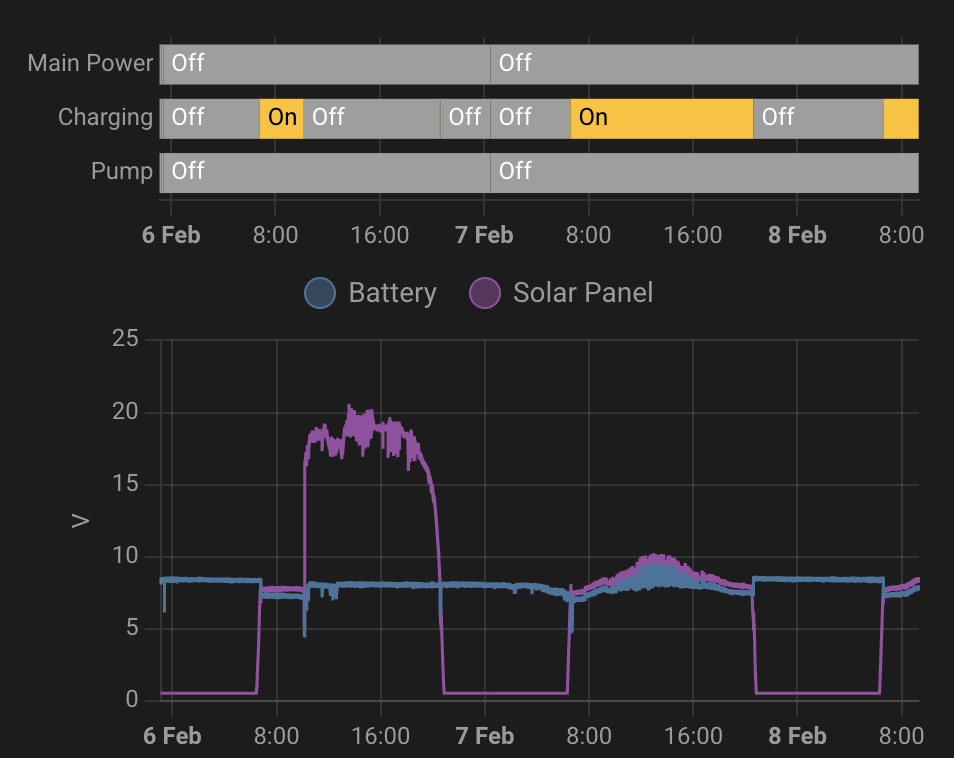 Main Power Off Off
Charging Off On Off Off Off On Off
Pump Off Off
6 Feb 8:00 16:00 7 Feb 8:00 16:00 8 Feb 8:00
Battery Solar Panel
25
20
15
V
10
5
0
6 Feb 8:00 16:00 7 Feb 8:00 16:00 8 Feb 8:00